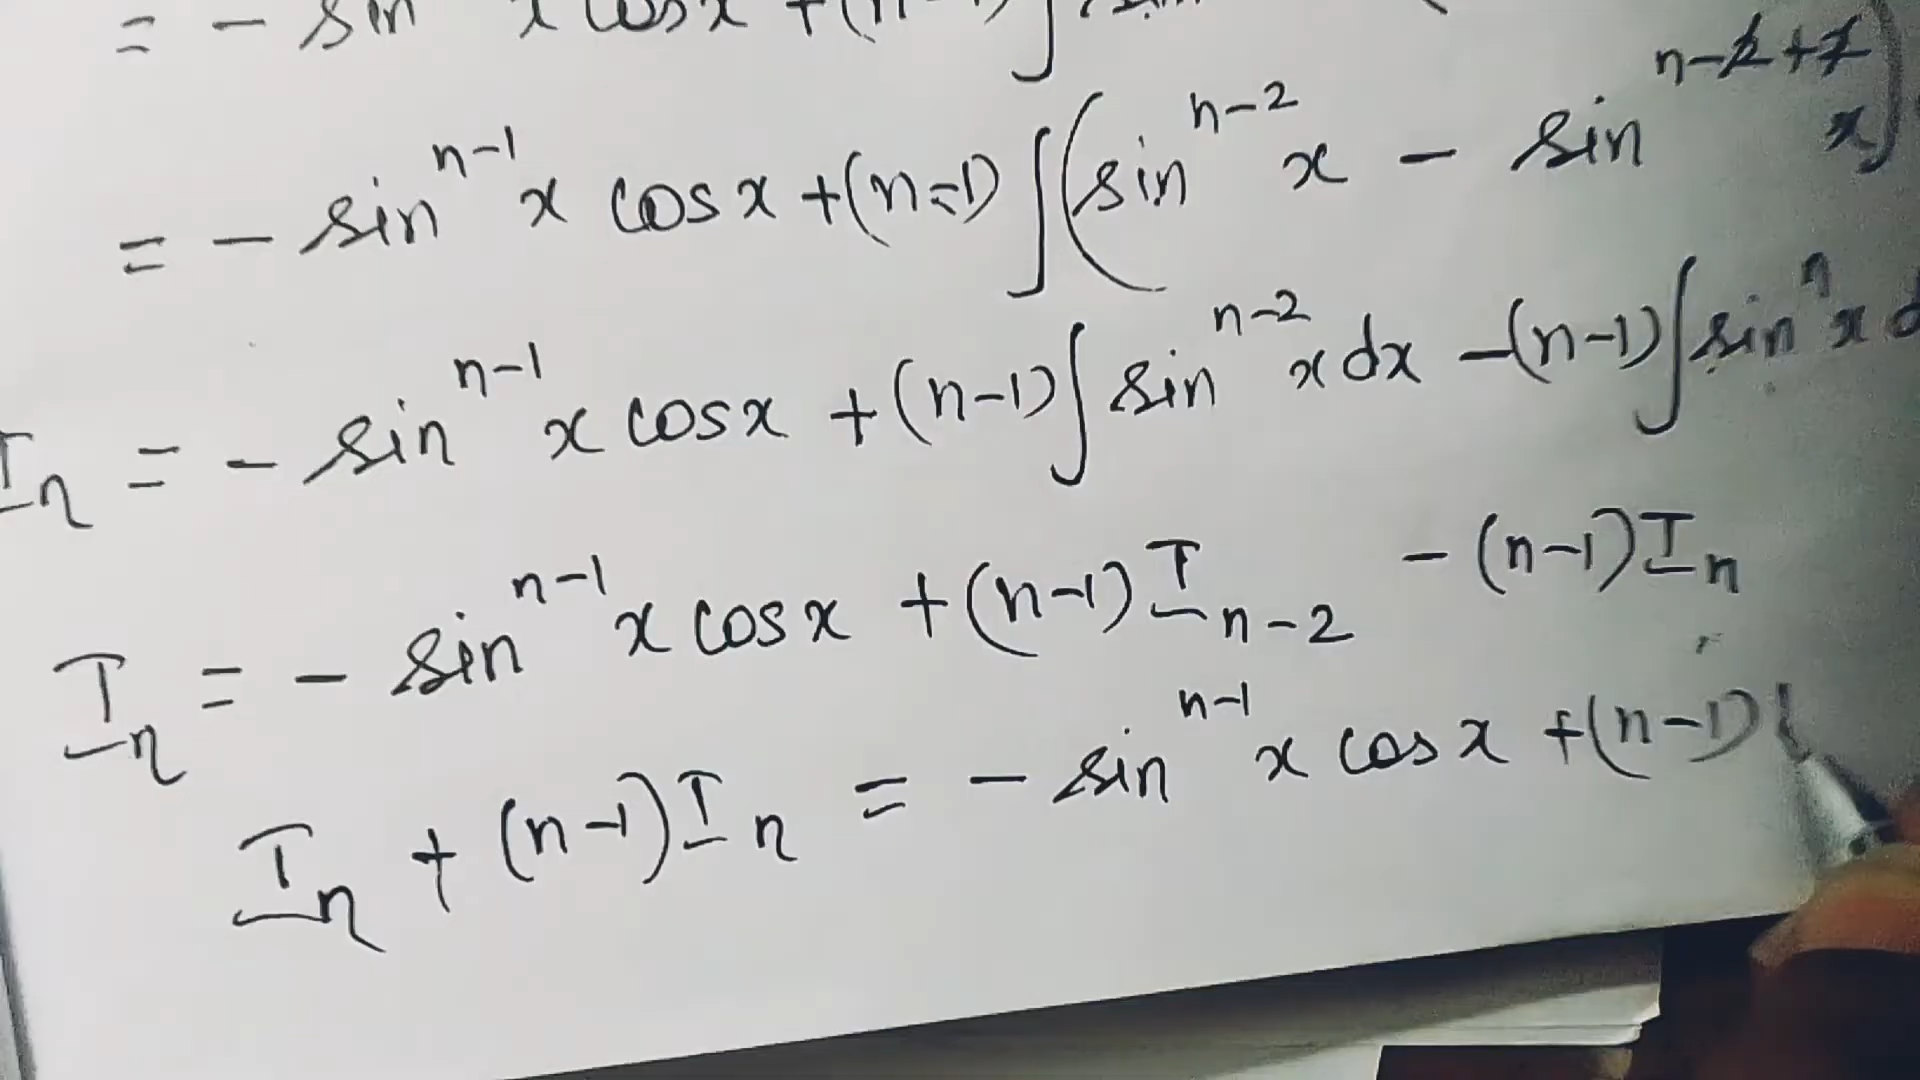 = - sin x cos x + (n-1) ∫ sin
= - sin^{n-1} x cos x + (n-1) ∫ (sin^{n-2} x - sin^{n-2+2} x)
I_n = - sin^{n-1} x cos x + (n-1) ∫ sin^{n-2} x dx - (n-1) ∫ sin^n x d
I_n = - sin^{n-1} x cos x + (n-1) I_{n-2} - (n-1) I_n
I_n + (n-1) I_n = - sin^{n-1} x cos x + (n-1)